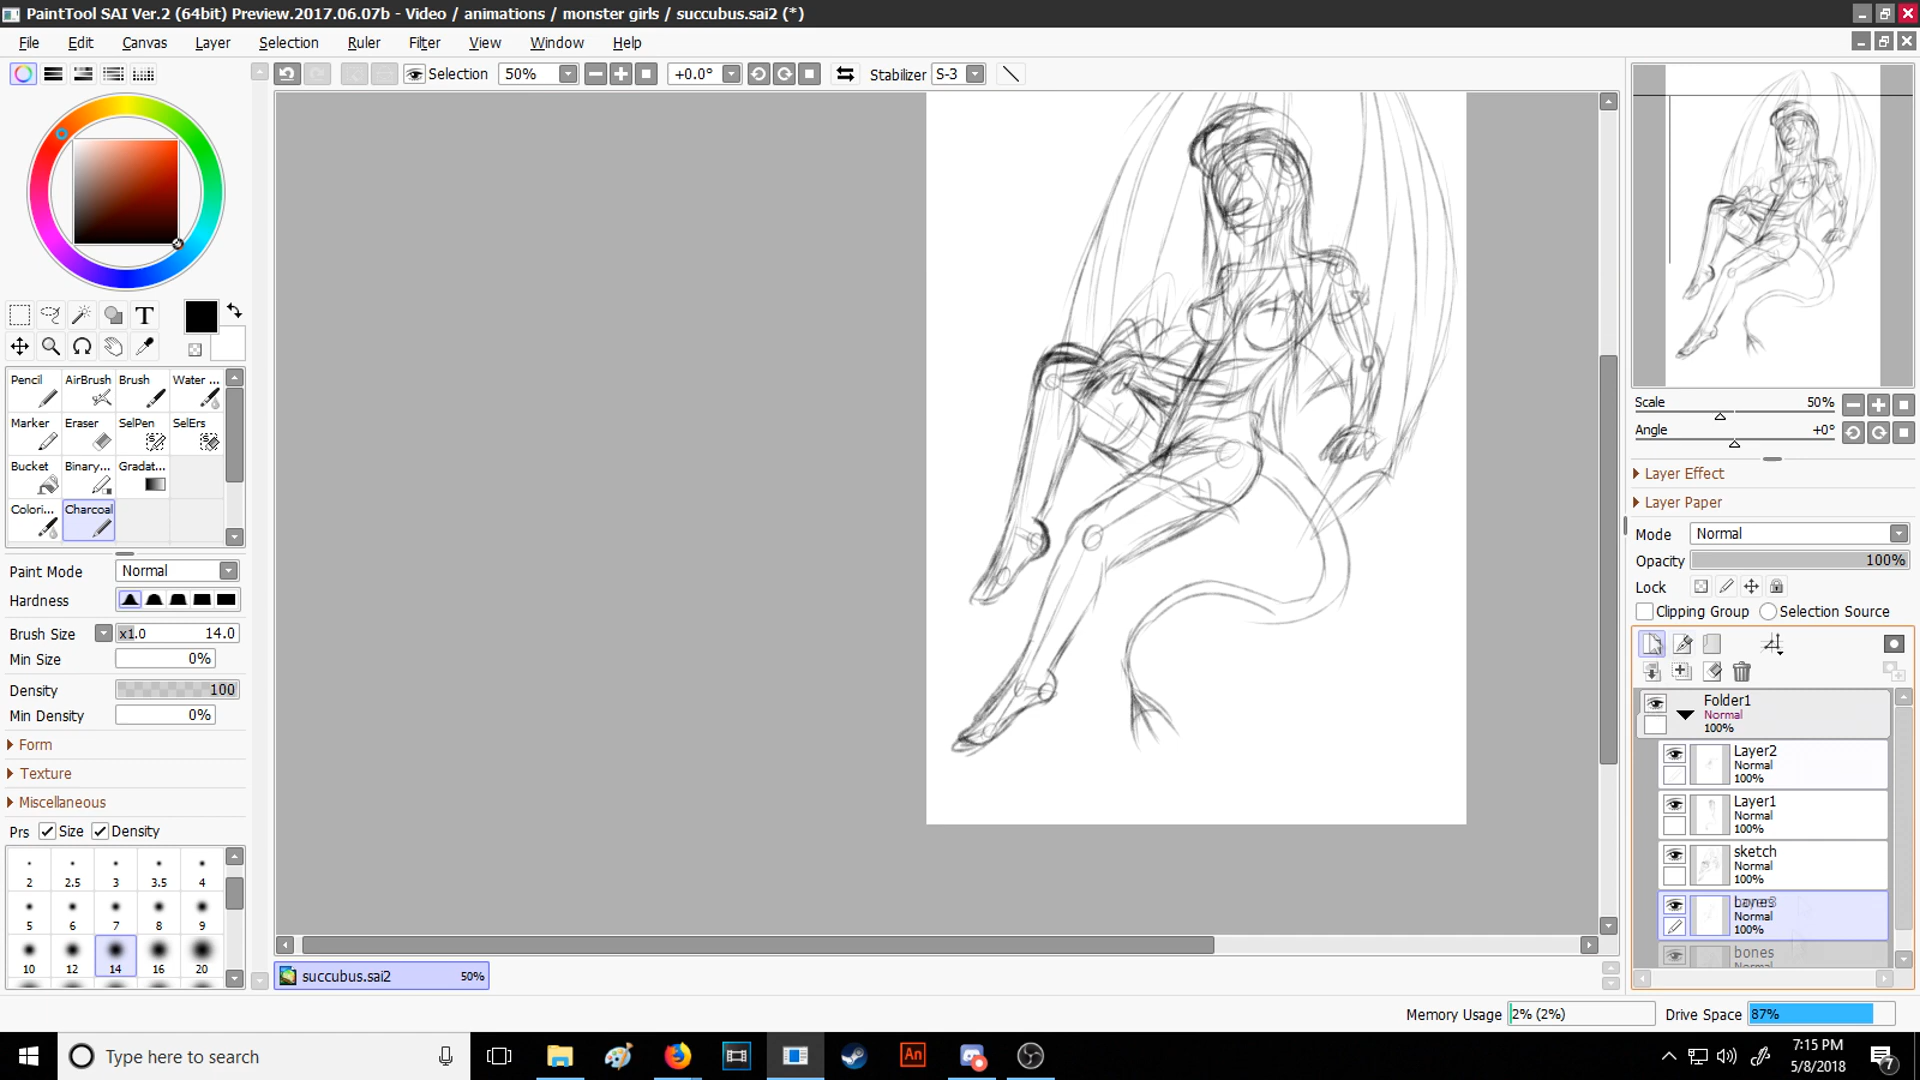 PaintTool SAI Ver.2 (64bit) Preview.2017.06.07b - Video / animations / monster girls / succubus.sai2 (*)
File Edit Canvas Layer Selection Ruler Filter View Window Help
Selection 50% +0.0° Stabilizer S-3
T
Pencil AirBrush Brush Water ...
Marker Eraser SelPen SelErs
Bucket Binary... Gradat...
Colori... Charcoal
Paint Mode Normal
Hardness
Brush Size x1.0 14.0
Min Size 0%
Density 100
Min Density 0%
Form
Texture
Miscellaneous
Prs Size Density
2 2.5 3 3.5 4
5 6 7 8 9
10 12 14 16 20
succubus.sai2 50%
Scale 50%
Angle +0°
Layer Effect
Layer Paper
Mode Normal
Opacity 100%
Lock
Clipping Group Selection Source
Folder1
Normal
100%
Layer2
Normal
100%
Layer1
Normal
100%
sketch
Normal
100%
Normal
100%
bones
Normal
Memory Usage 2% (2%) Drive Space 87%
Type here to search
An
7:15 PM
5/8/2018
7